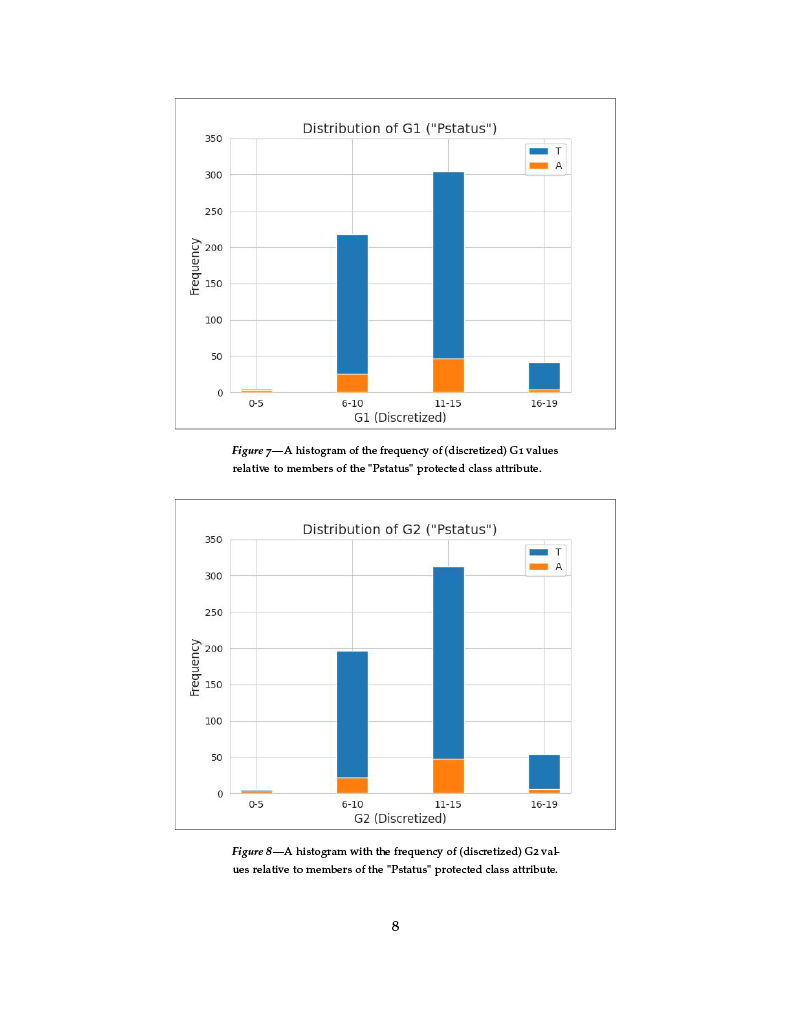 Distribution of G1 ("Pstatus")
350
300
250
200
150
100
50
0
Frequency
T
A
0-5 6-10 11-15 16-19
G1 (Discretized)
Figure 7—A histogram of the frequency of (discretized) G1 values
relative to members of the "Pstatus" protected class attribute.
Distribution of G2 ("Pstatus")
350
300
250
200
150
100
50
0
Frequency
T
A
0-5 6-10 11-15 16-19
G2 (Discretized)
Figure 8—A histogram with the frequency of (discretized) G2 val-
ues relative to members of the "Pstatus" protected class attribute.
8